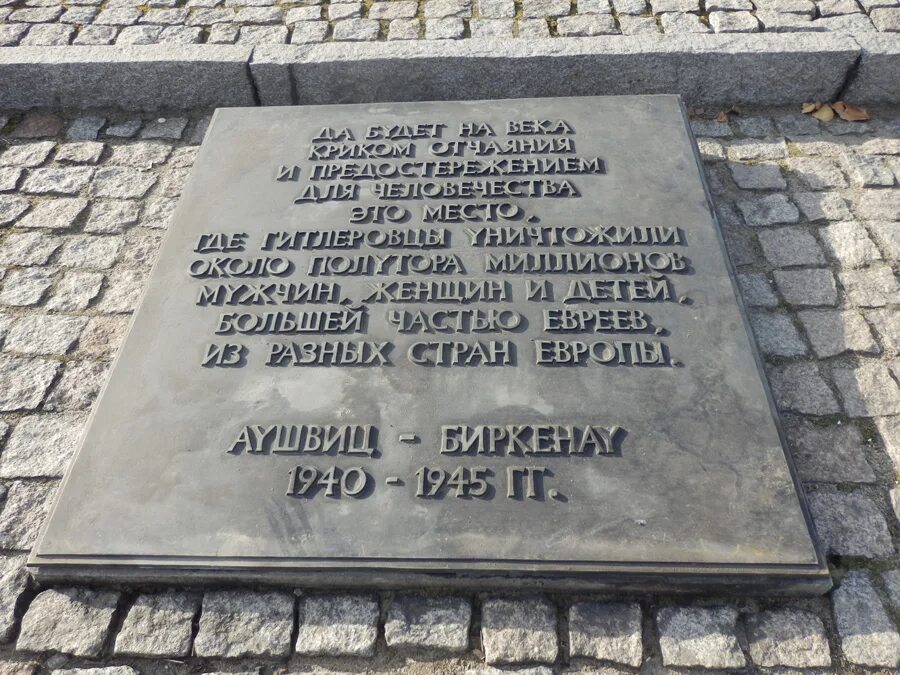 ДА БУДЕТ НА ВЕКА
КРИКОМ ОТЧАЯНИЯ
И ПРЕДОСТЕРЕЖЕНИЕМ
ДЛЯ ЧЕЛОВЕЧЕСТВА
ЭТО МЕСТО,
ГДЕ ГИТЛЕРОВЦЫ УНИЧТОЖИЛИ
ОКОЛО ПОЛУТОРА МИЛЛИОНОВ
МУЖЧИН, ЖЕНЩИН И ДЕТЕЙ,
БОЛЬШЕЙ ЧАСТЬЮ ЕВРЕЕВ,
ИЗ РАЗНЫХ СТРАН ЕВРОПЫ.
АУШВИЦ - БИРКЕНАУ
1940 - 1945 ГГ.